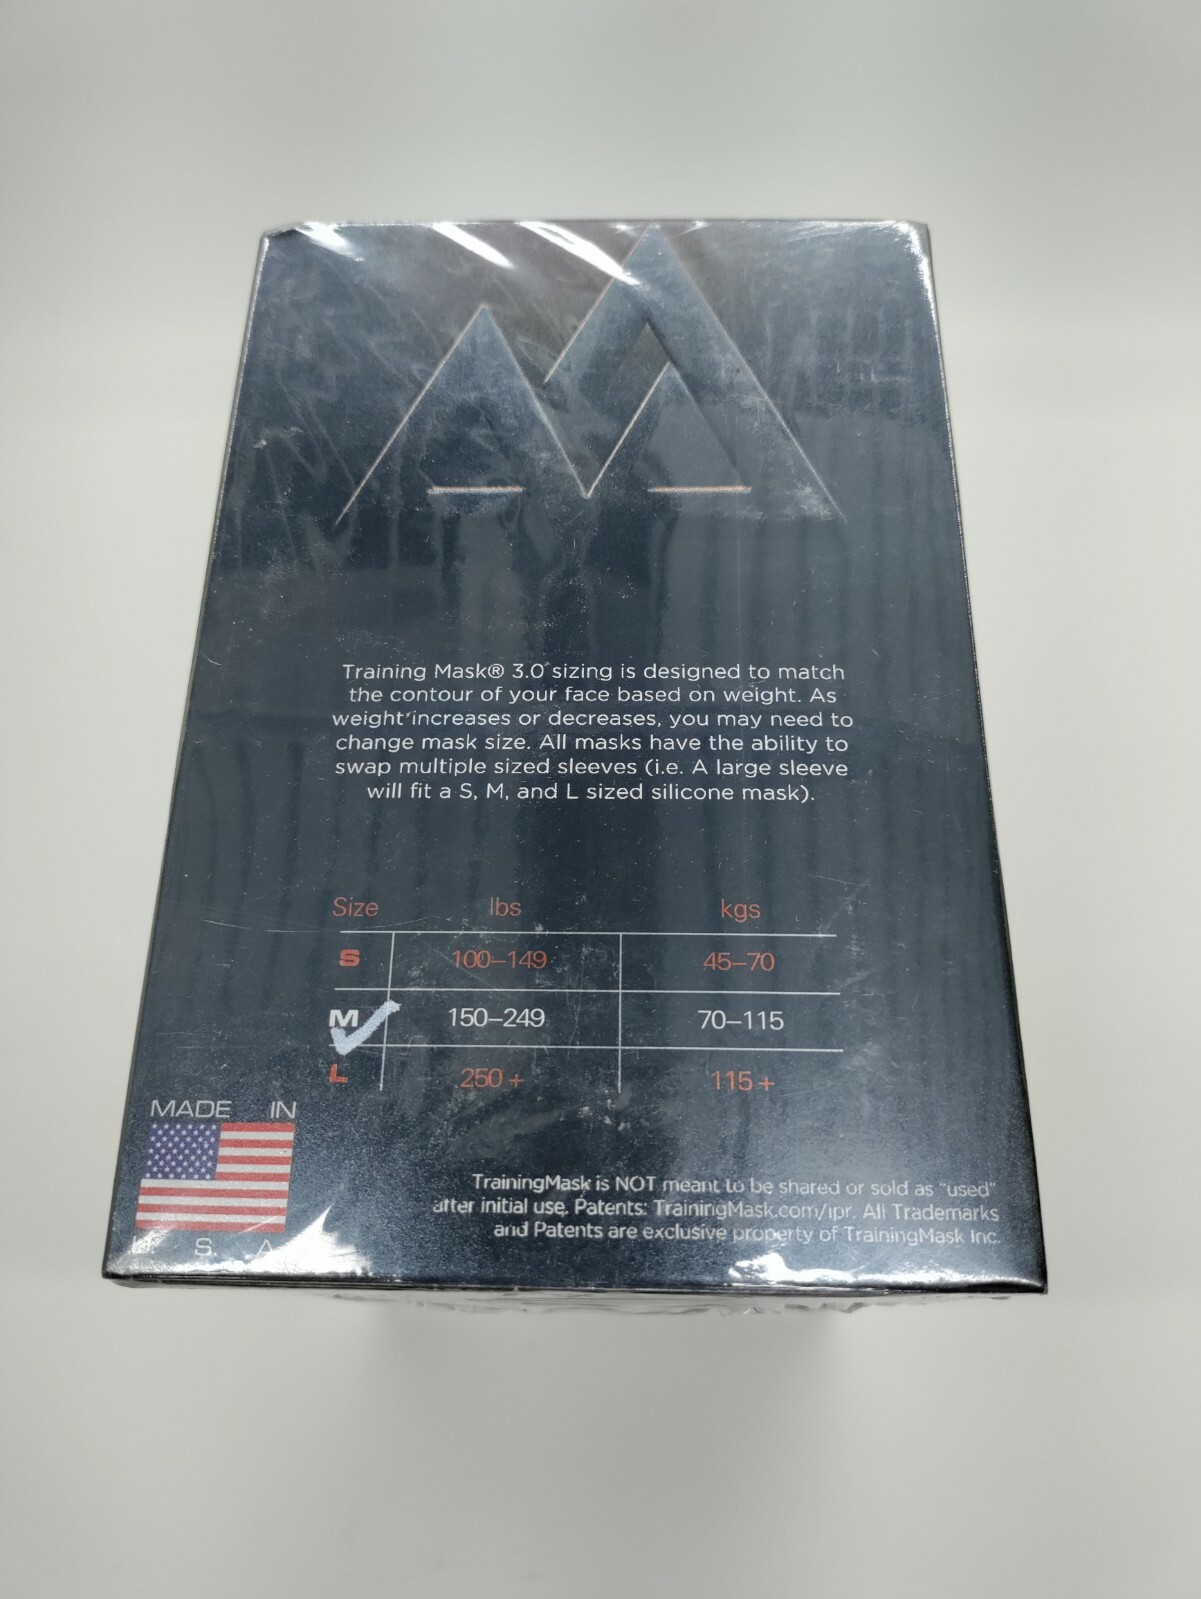 Training Mask® 3.0 sizing is designed to match
the contour of your face based on weight. As
weight increases or decreases, you may need to
change mask size. All masks have the ability to
swap multiple sized sleeves (i.e. A large sleeve
will fit a S, M, and L sized silicone mask).
Size lbs kgs
S 100–149 45–70
M 150–249 70–115
L 250 + 115 +
MADE IN
U S A
TrainingMask is NOT meant to be shared or sold as "used"
after initial use. Patents: TrainingMask.com/ipr. All Trademarks
and Patents are exclusive property of TrainingMask Inc.